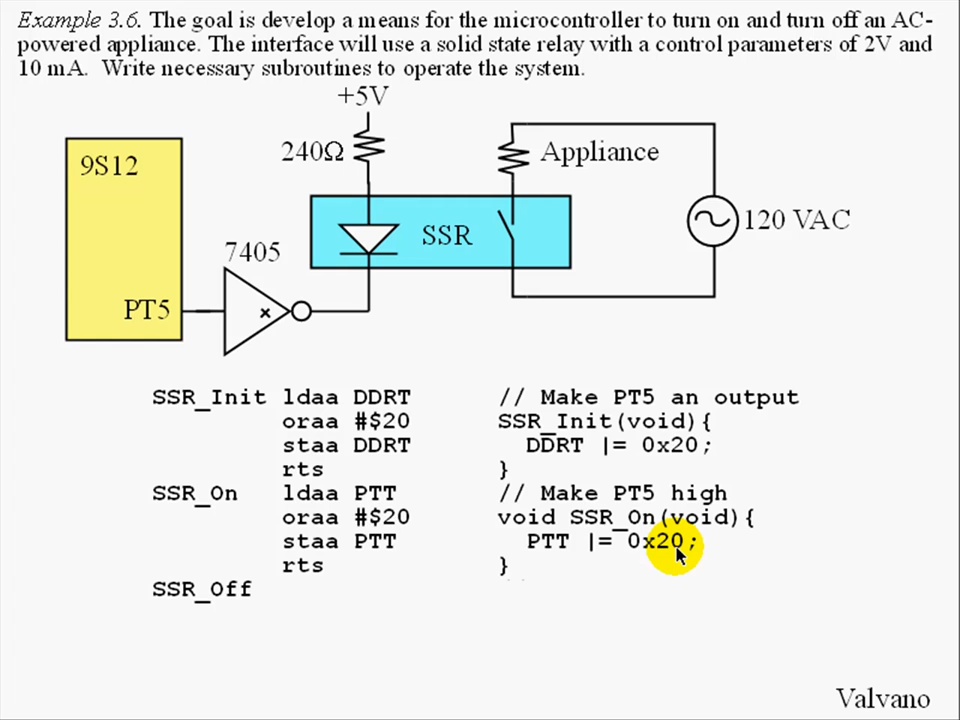 Example 3.6. The goal is develop a means for the microcontroller to turn on and turn off an AC-
powered appliance. The interface will use a solid state relay with a control parameters of 2V and
10 mA. Write necessary subroutines to operate the system.
+5V
240Ω
Appliance
9S12
SSR
120 VAC
7405
PT5
x
SSR_Init ldaa DDRT // Make PT5 an output
oraa #$20 SSR_Init(void){
staa DDRT DDRT |= 0x20;
rts }
SSR_On ldaa PTT // Make PT5 high
oraa #$20 void SSR_On(void){
staa PTT PTT |= 0x20;
rts }
SSR_Off
Valvano